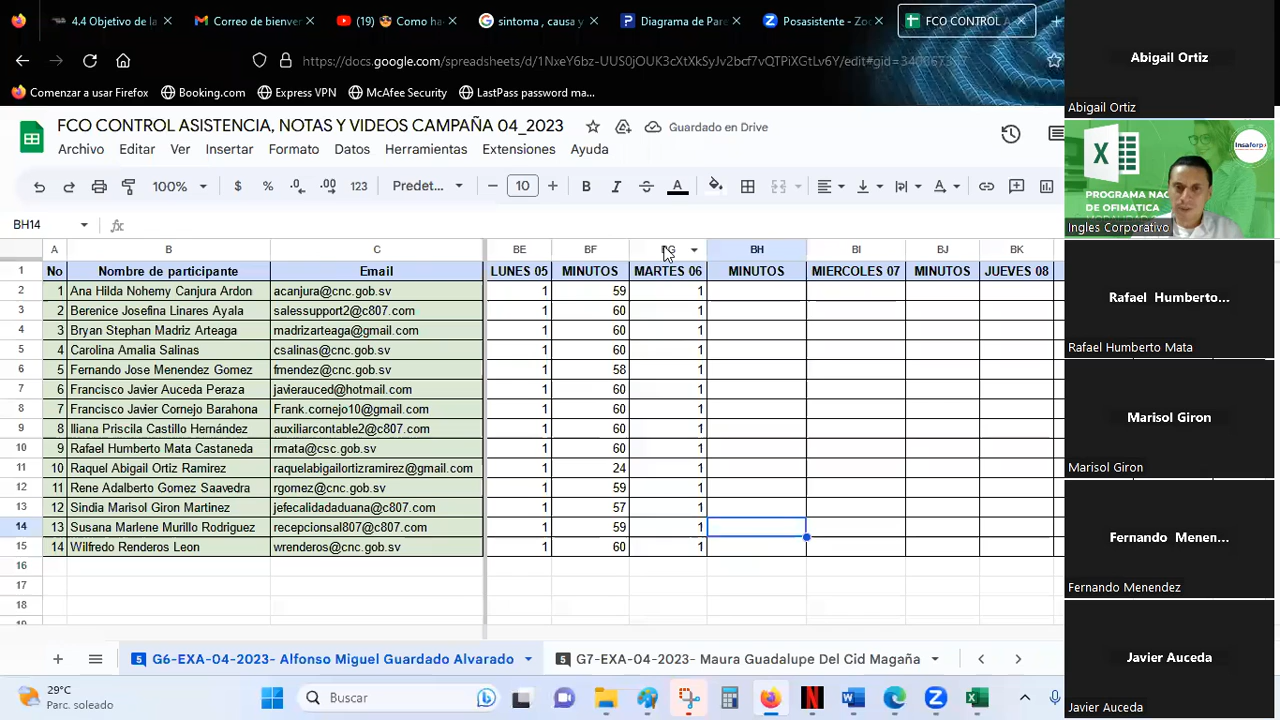 4.4 Objetivo de la
Correo de bienver
(19) 🤓 Como ha
sintoma , causa y
Diagrama de Par
Posasistente - Zoo
FCO CONTROL A
https://docs.google.com/spreadsheets/d/
Comenzar a usar Firefox
Booking.com
Express VPN
McAfee Security
LastPass password ma...
FCO CONTROL ASISTENCIA, NOTAS Y VIDEOS CAMPAÑA 04_2023
Guardado en Drive
Archivo Editar Ver Insertar Formato Datos Herramientas Extensiones Ayuda
100% $ % .0 .00 123 Predet... 10 B I A
BH14
A B C BE BF BG BH BI BJ BK
1 No Nombre de participante Email LUNES 05 MINUTOS MARTES 06 MINUTOS MIERCOLES 07 MINUTOS JUEVES 08
2 1 Ana Hilda Nohemy Canjura Ardon acanjura@cnc.gob.sv 1 59 1
3 2 Berenice Josefina Linares Ayala salessupport2@c807.com 1 60 1
4 3 Bryan Stephan Madriz Arteaga madrizarteaga@gmail.com 1 60 1
5 4 Carolina Amalia Salinas csalinas@cnc.gob.sv 1 60 1
6 5 Fernando Jose Menendez Gomez fmendez@cnc.gob.sv 1 58 1
7 6 Francisco Javier Auceda Peraza javierauced@hotmail.com 1 60 1
8 7 Francisco Javier Cornejo Barahona Frank.cornejo10@gmail.com 1 60 1
9 8 Iliana Priscila Castillo Hernández auxiliarcontable2@c807.com 1 60 1
10 9 Rafael Humberto Mata Castaneda rmata@csc.gob.sv 1 60 1
11 10 Raquel Abigail Ortiz Ramirez raquelabigailortizramirez@gmail.com 1 24 1
12 11 Rene Adalberto Gomez Saavedra rgomez@cnc.gob.sv 1 59 1
13 12 Sindia Marisol Giron Martinez jefecalidadaduana@c807.com 1 57 1
14 13 Susana Marlene Murillo Rodriguez recepcionsal807@c807.com 1 59 1
15 14 Wilfredo Renderos Leon wrenderos@cnc.gob.sv 1 60 1
16
17
18
G6-EXA-04-2023- Alfonso Miguel Guardado Alvarado
G7-EXA-04-2023- Maura Guadalupe Del Cid Magaña
29°C
Parc. soleado
Buscar
Abigail Ortiz
Abigail Ortiz
Insaforp
PROGRAMA NAC
DE OFIMATICA
Ingles Corporativo
Rafael Humberto...
Rafael Humberto Mata
Marisol Giron
Marisol Giron
Fernando Menen...
Fernando Menendez
Javier Auceda
Javier Auceda